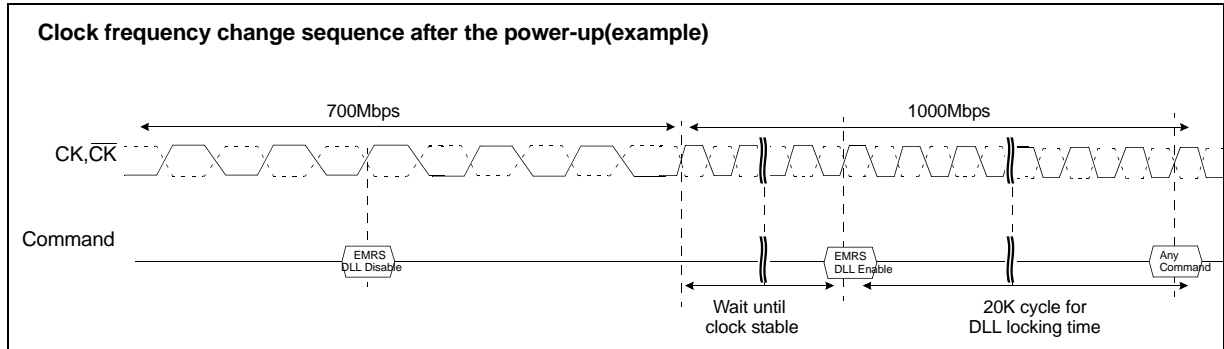 Clock frequency change sequence after the power-up(example)
700Mbps
1000Mbps
CK,CK
Command
EMRS
DLL Disable
EMRS
DLL Enable
Any
Command
Wait until
clock stable
20K cycle for
DLL locking time